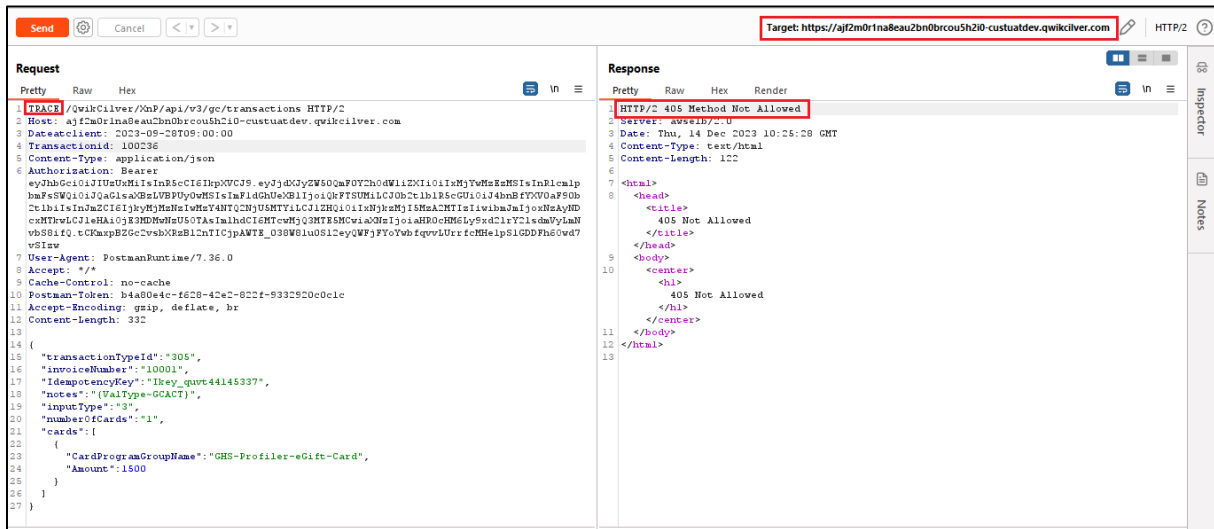 Send
Cancel
Target: https://ajf2m0r1na8eau2bn0brcou5h2i0-custuatdev.qwikcilver.com
HTTP/2
Request
Pretty Raw Hex
\n
1 TRACE /QwikCilver/XnP/api/v3/gc/transactions HTTP/2
2 Host: ajf2m0r1na8eau2bn0brcou5h2i0-custuatdev.qwikcilver.com
3 Dateatclient: 2023-09-28T09:00:00
4 Transactionid: 100236
5 Content-Type: application/json
6 Authorization: Bearer
7 User-Agent: PostmanRuntime/7.36.0
8 Accept: */*
9 Cache-Control: no-cache
10 Postman-Token: b4a80e4c-f628-42e2-822f-9332920c0c1c
11 Accept-Encoding: gzip, deflate, br
12 Content-Length: 332
13
14 {
15 "transactionTypeId":"305",
16 "invoiceNumber":"10001",
17 "IdempotencyKey":"Ikey_quvt44145337",
18 "notes":"{ValType~GCACT}",
19 "inputType":"3",
20 "numberOfCards":"1",
21 "cards":[
22 {
23 "CardProgramGroupName":"GHS-Profiler-eGift-Card",
24 "Amount":1500
25 }
26 ]
27 }
Response
Pretty Raw Hex Render
\n
1 HTTP/2 405 Method Not Allowed
2 Server: awselb/2.0
3 Date: Thu, 14 Dec 2023 10:25:28 GMT
4 Content-Type: text/html
5 Content-Length: 122
6
7 <html>
8 <head>
<title>
405 Not Allowed
</title>
</head>
9 <body>
10 <center>
<h1>
405 Not Allowed
</h1>
</center>
11 </body>
12 </html>
13
Inspector
Notes